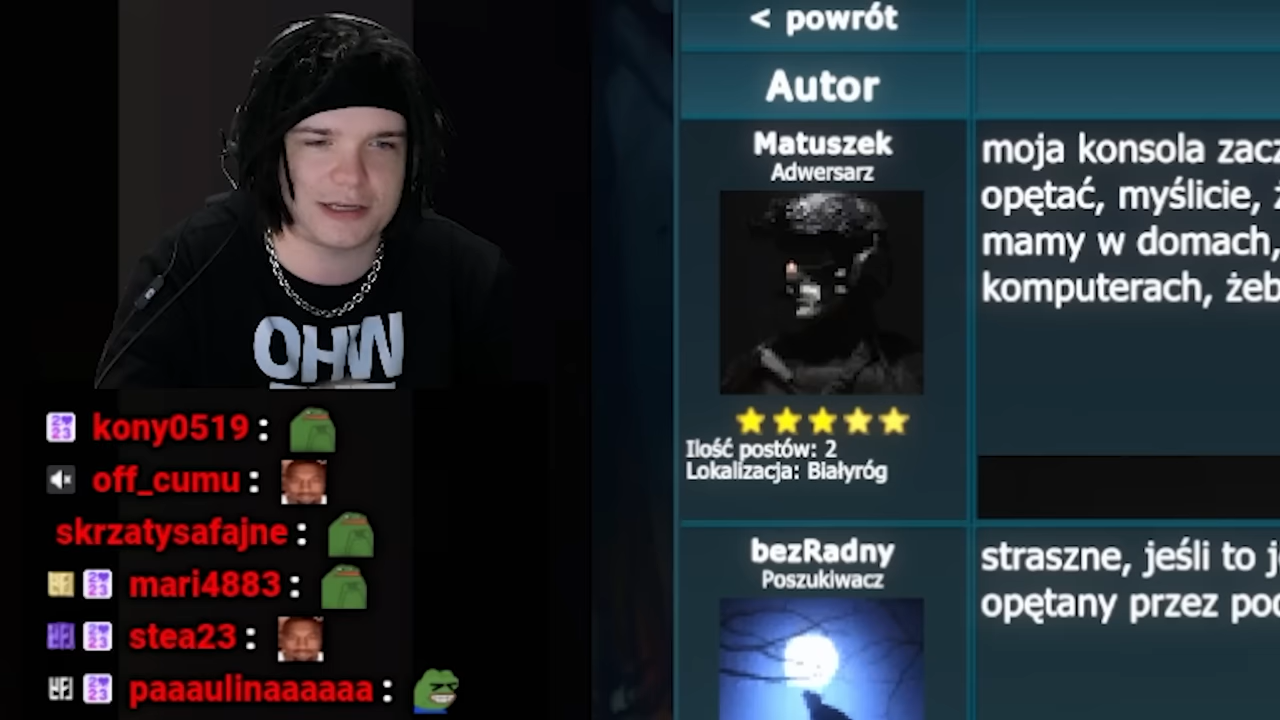 OHW
kony0519 :
off_cumu :
skrzatysafajne :
mari4883 :
stea23 :
paaaulinaaaaaa :
< powrót
Autor
Matuszek
Adwersarz
Ilość postów: 2
Lokalizacja: Białyróg
moja konsola zacz
opętać, myślicie, ż
mamy w domach,
komputerach, żeb
bezRadny
Poszukiwacz
straszne, jeśli to j
opętany przez pod